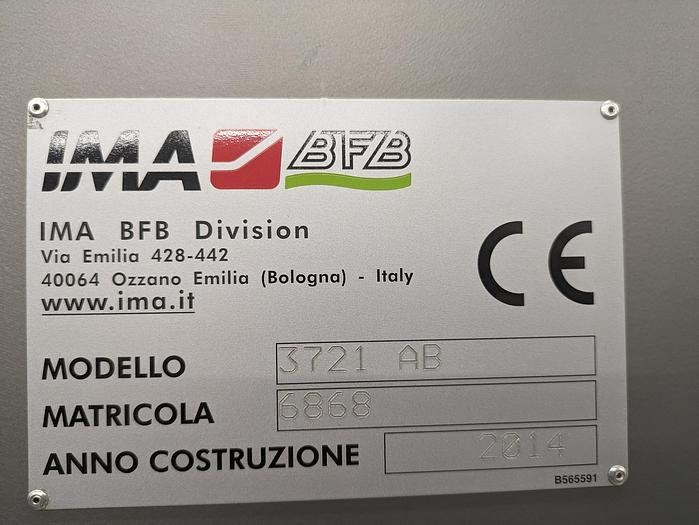 IMA BFB
IMA BFB Division
Via Emilia 428-442
40064 Ozzano Emilia (Bologna) - Italy
www.ima.it
CE
MODELLO 3721 AB
MATRICOLA 6868
ANNO COSTRUZIONE 2014
B565591